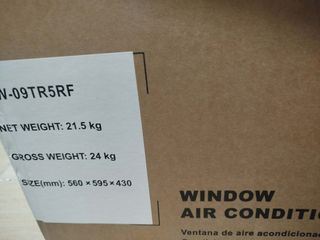 W-09TR5RF
NET WEIGHT: 21.5 kg
GROSS WEIGHT: 24 kg
SIZE(mm): 560×595×430
WINDOW
AIR CONDITIO
Ventana de aire acondicionad